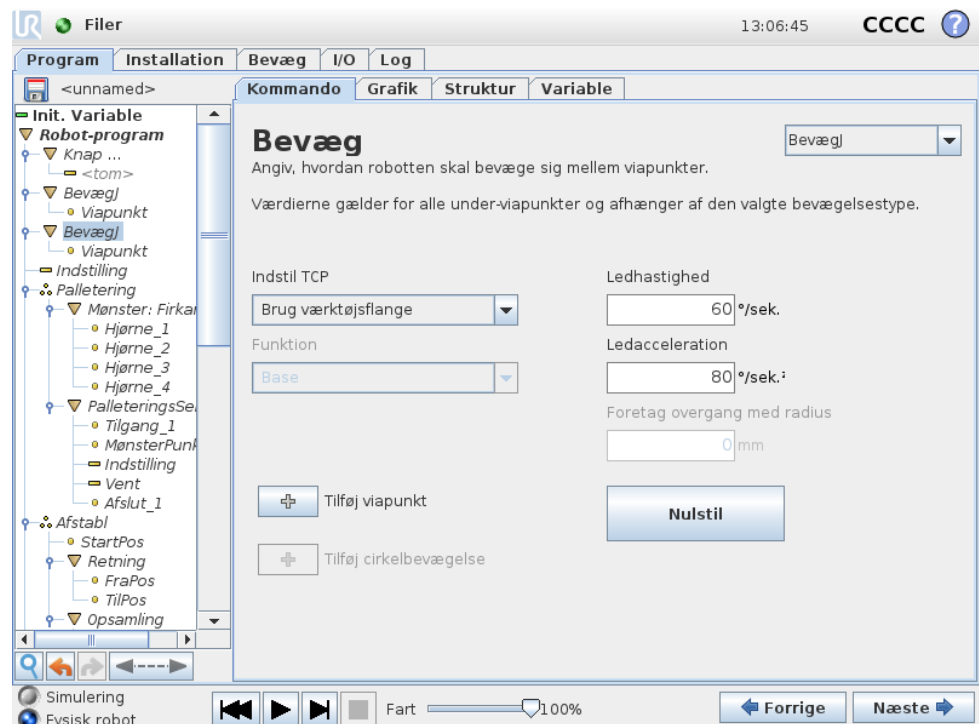 UR Filer 13:06:45 CCCC ?
Program Installation Bevæg I/O Log
<unnamed> Kommando Grafik Struktur Variable
Init. Variable
Robot-program
Knap ...
<tom>
BevægJ
Viapunkt
BevægJ
Viapunkt
Indstilling
Palletering
Mønster: Firkan
Hjørne_1
Hjørne_2
Hjørne_3
Hjørne_4
PalleteringsSe
Tilgang_1
MønsterPunk
Indstilling
Vent
Afslut_1
Afstabl
StartPos
Retning
FraPos
TilPos
Opsamling
Bevæg
BevægJ
Angiv, hvordan robotten skal bevæge sig mellem viapunkter.
Værdierne gælder for alle under-viapunkter og afhænger af den valgte bevægelsestype.
Indstil TCP
Brug værktøjsflange
Funktion
Base
Ledhastighed
60 °/sek.
Ledacceleration
80 °/sek.²
Foretag overgang med radius
0 mm
Tilføj viapunkt
Nulstil
Tilføj cirkelbevægelse
Simulering
Fysisk robot
Fart 100%
Forrige Næste